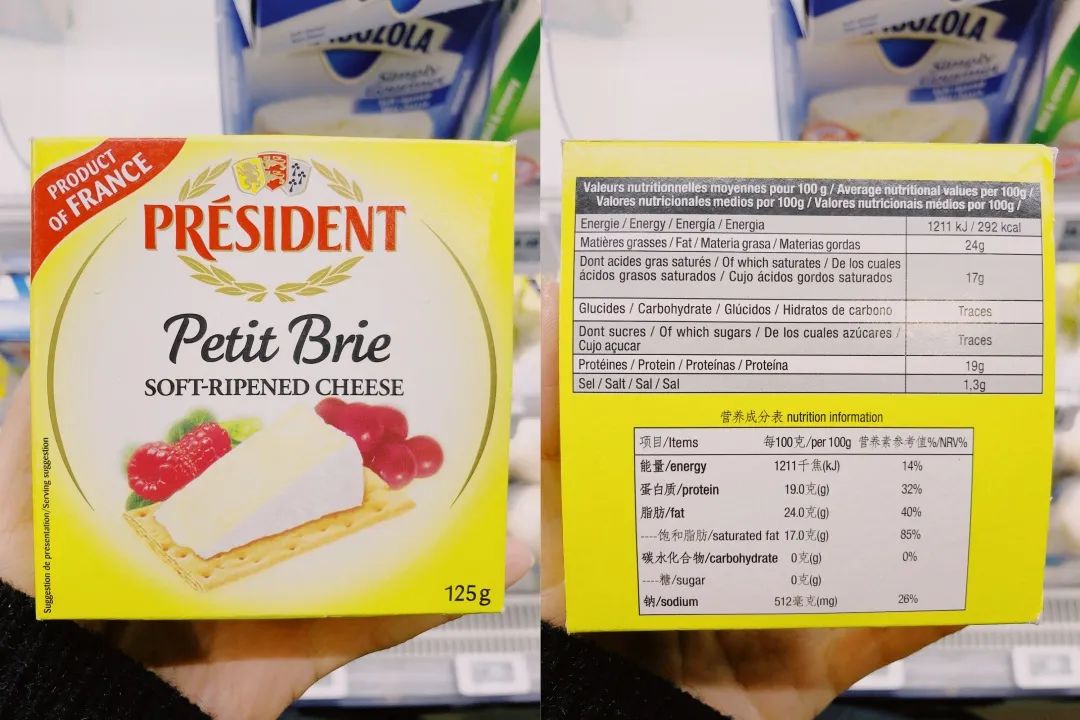 PRODUCT
OF FRANCE
PRÉSIDENT
Petit Brie
SOFT-RIPENED CHEESE
Suggestion de présentation/Serving suggestion
125g
Valeurs nutritionnelles moyennes pour 100 g / Average nutritional values per 100g /
Valores nutricionales medios por 100g / Valores nutricionais médios por 100g /
Energie / Energy / Energía / Energia 1211 kJ / 292 kcal
Matières grasses / Fat / Materia grasa / Materias gordas 24g
Dont acides gras saturés / Of which saturates / De los cuales
ácidos grasos saturados / Cujo ácidos gordos saturados 17g
Glucides / Carbohydrate / Glúcidos / Hidratos de carbono Traces
Dont sucres / Of which sugars / De los cuales azúcares /
Cujo açucar Traces
Protéines / Protein / Proteínas / Proteína 19g
Sel / Salt / Sal / Sal 1,3g
营养成分表 nutrition information
项目/Items 每100克/per 100g 营养素参考值%/NRV%
能量/energy 1211千焦(kJ) 14%
蛋白质/protein 19.0克(g) 32%
脂肪/fat 24.0克(g) 40%
----饱和脂肪/saturated fat 17.0克(g) 85%
碳水化合物/carbohydrate 0克(g) 0%
----糖/sugar 0克(g)
钠/sodium 512毫克(mg) 26%